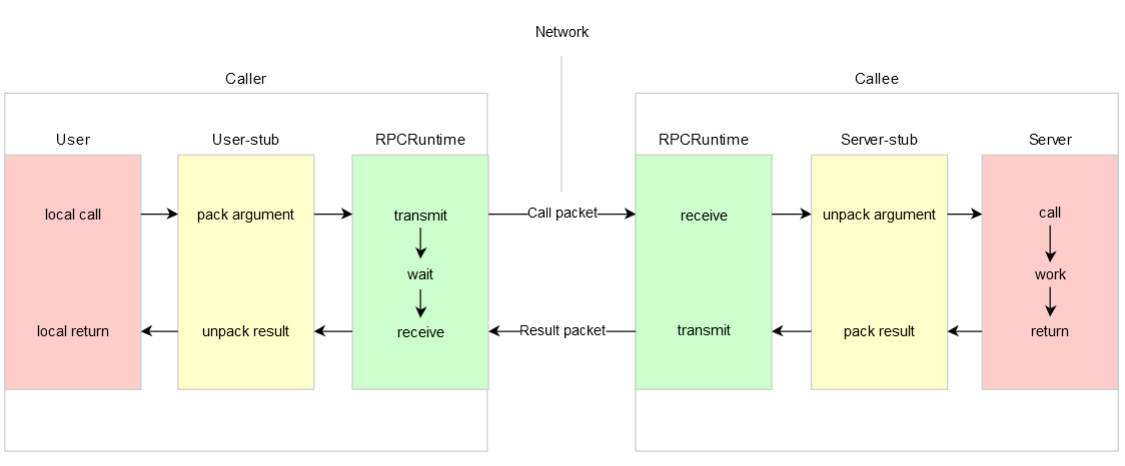 Network
Caller
Callee
User
User-stub
RPCRuntime
RPCRuntime
Server-stub
Server
local call
pack argument
transmit
Call packet
receive
unpack argument
call
wait
work
local return
unpack result
receive
Result packet
transmit
pack result
return